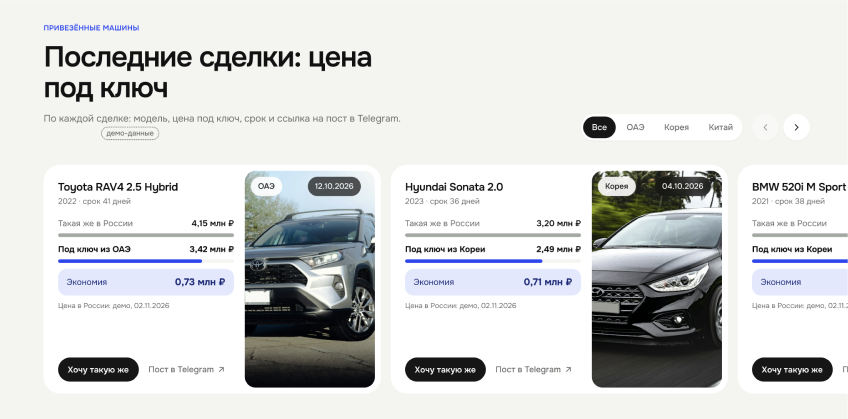 ПРИВЕЗЁННЫЕ МАШИНЫ
Последние сделки: цена
под ключ
По каждой сделке: модель, цена под ключ, срок и ссылка на пост в Telegram.
демо-данные
Все ОАЭ Корея Китай
Toyota RAV4 2.5 Hybrid
2022 · срок 41 дней
Такая же в России 4,15 млн ₽
Под ключ из ОАЭ 3,42 млн ₽
Экономия 0,73 млн ₽
Цена в России: демо, 02.11.2026
Хочу такую же Пост в Telegram ↗
ОАЭ 12.10.2026
Hyundai Sonata 2.0
2023 · срок 36 дней
Такая же в России 3,20 млн ₽
Под ключ из Кореи 2,49 млн ₽
Экономия 0,71 млн ₽
Цена в России: демо, 02.11.2026
Хочу такую же Пост в Telegram ↗
Корея 04.10.2026
BMW 520i M Sport
2021 · срок 38 дней
Такая же в России
Под ключ из Кореи
Экономия
Цена в России: демо, 02.11.2
Хочу такую же П